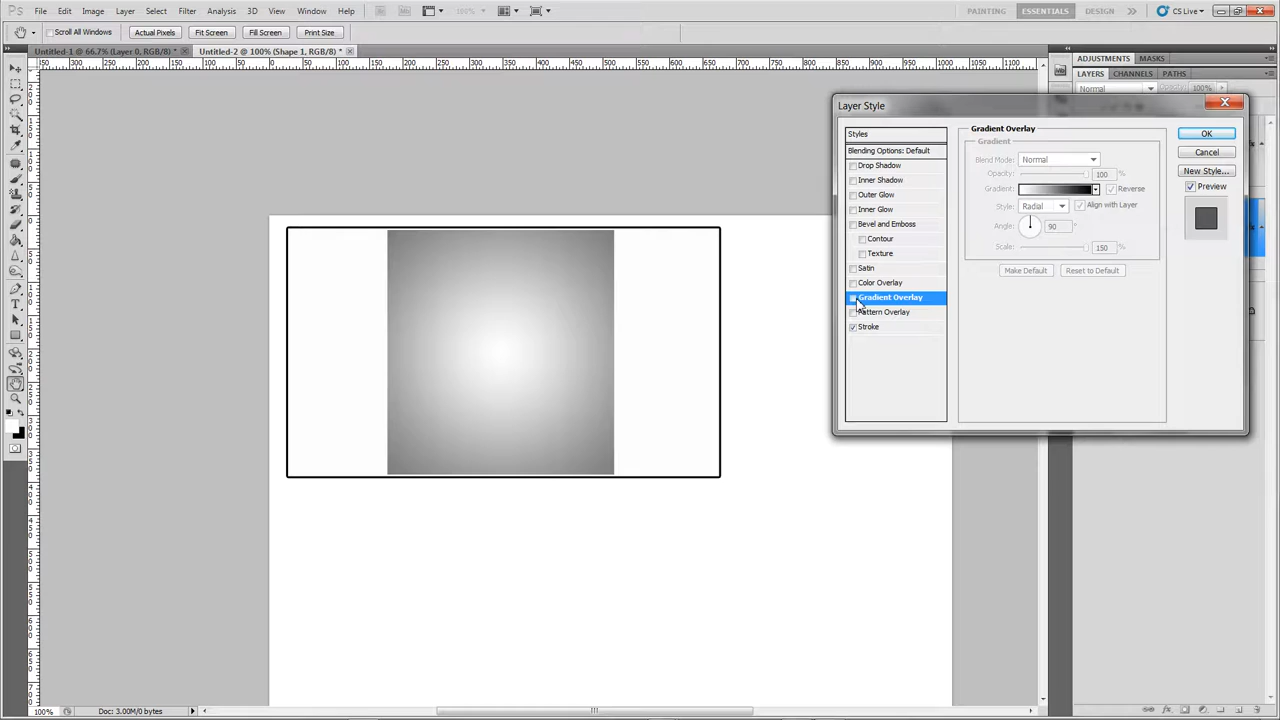 Ps File Edit Image Layer Select Filter Analysis 3D View Window Help 100% PAINTING ESSENTIALS DESIGN CS Live
Scroll All Windows Actual Pixels Fit Screen Fill Screen Print Size
Untitled-1 @ 66.7% (Layer 0, RGB/8) * Untitled-2 @ 100% (Shape 1, RGB/8) *
ADJUSTMENTS MASKS
LAYERS CHANNELS PATHS
Normal Opacity: 100%
Layer Style
Styles
Blending Options: Default
Drop Shadow
Inner Shadow
Outer Glow
Inner Glow
Bevel and Emboss
Contour
Texture
Satin
Color Overlay
Gradient Overlay
Pattern Overlay
Stroke
Gradient Overlay
Gradient
Blend Mode: Normal
Opacity: 100 %
Gradient: Reverse
Style: Radial Align with Layer
Angle: 90 °
Scale: 150 %
Make Default Reset to Default
OK
Cancel
New Style...
Preview
100% Doc: 3.00M/0 bytes